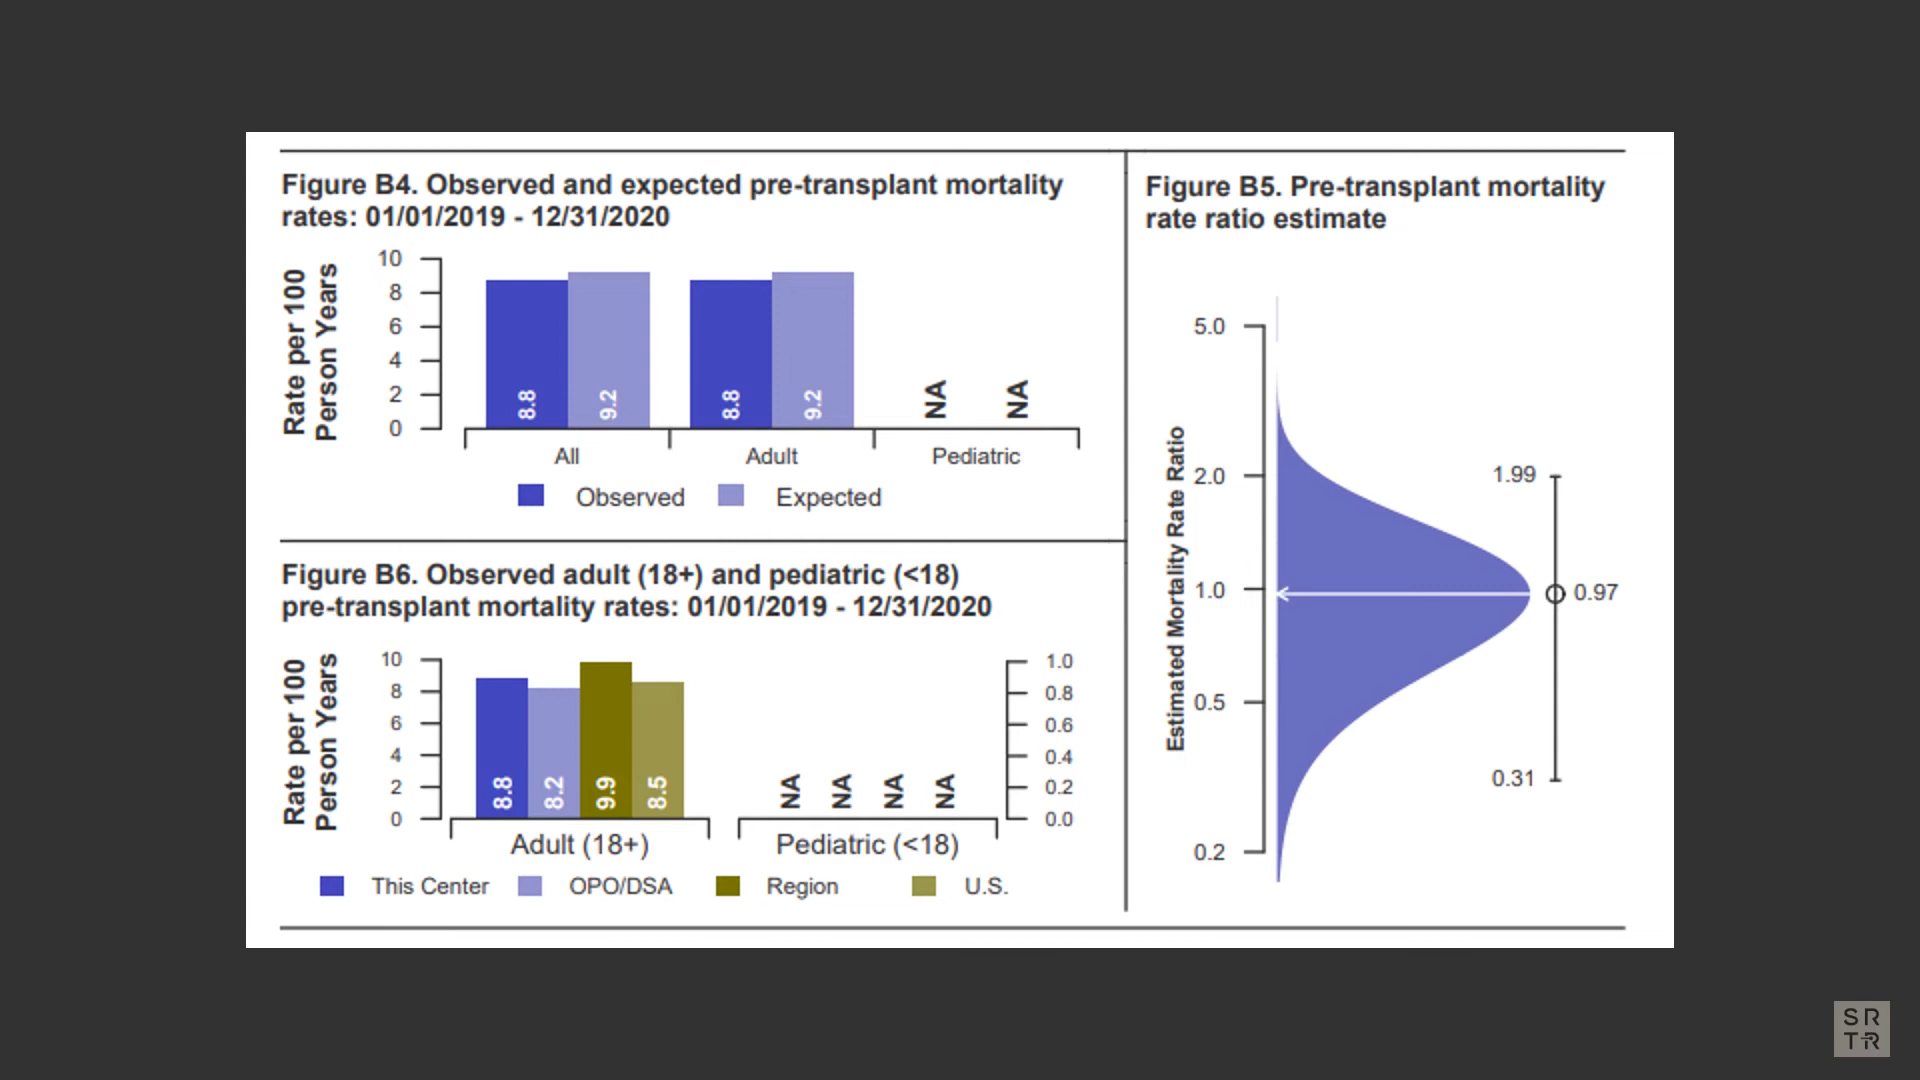 Figure B4. Observed and expected pre-transplant mortality
rates: 01/01/2019 - 12/31/2020
Rate per 100
Person Years
10
8
6
4
2
0
8.8
9.2
8.8
9.2
NA
NA
All
Adult
Pediatric
Observed
Expected
Figure B6. Observed adult (18+) and pediatric (<18)
pre-transplant mortality rates: 01/01/2019 - 12/31/2020
Rate per 100
Person Years
10
8
6
4
2
0
8.8
8.2
9.9
8.5
NA
NA
NA
NA
1.0
0.8
0.6
0.4
0.2
0.0
Adult (18+)
Pediatric (<18)
This Center
OPO/DSA
Region
U.S.
Figure B5. Pre-transplant mortality
rate ratio estimate
Estimated Mortality Rate Ratio
5.0
2.0
1.0
0.5
0.2
1.99
0.97
0.31
SR
TR